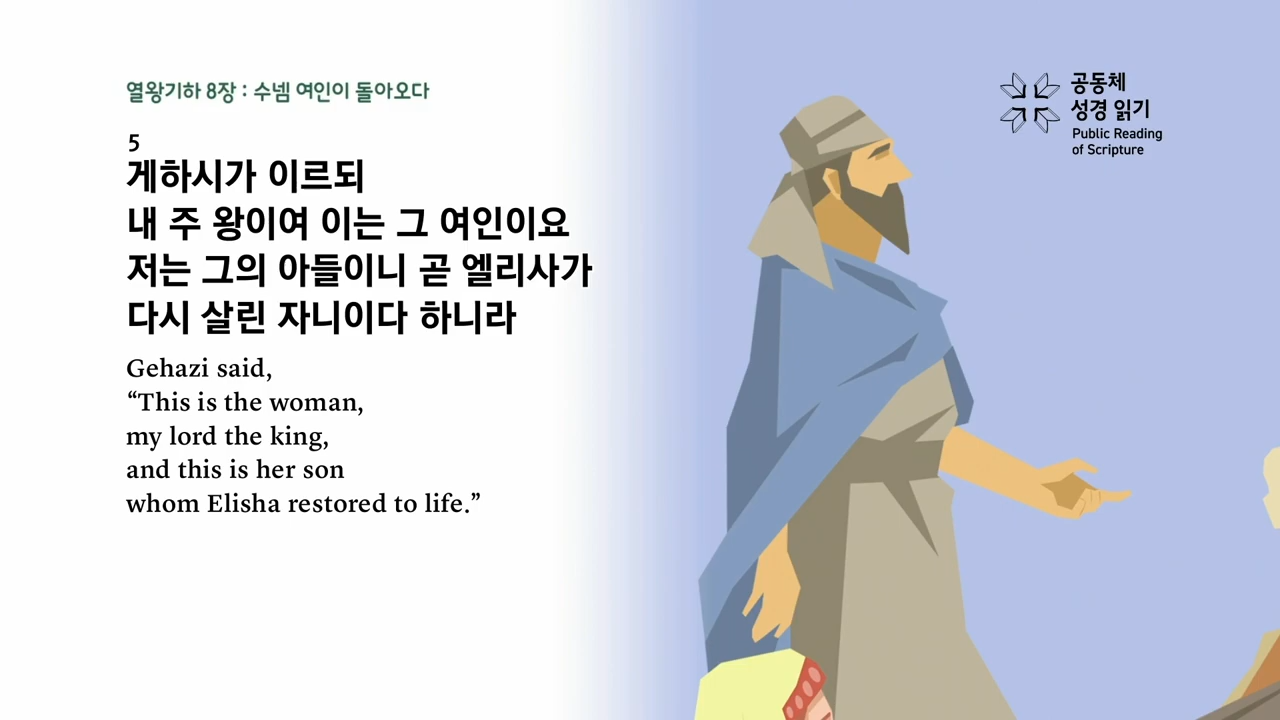 열왕기하 8장 : 수넴 여인이 돌아오다
5
게하시가 이르되
내 주 왕이여 이는 그 여인이요
저는 그의 아들이니 곧 엘리사가
다시 살린 자니이다 하니라
Gehazi said,
“This is the woman,
my lord the king,
and this is her son
whom Elisha restored to life.”
공동체
성경 읽기
Public Reading
of Scripture